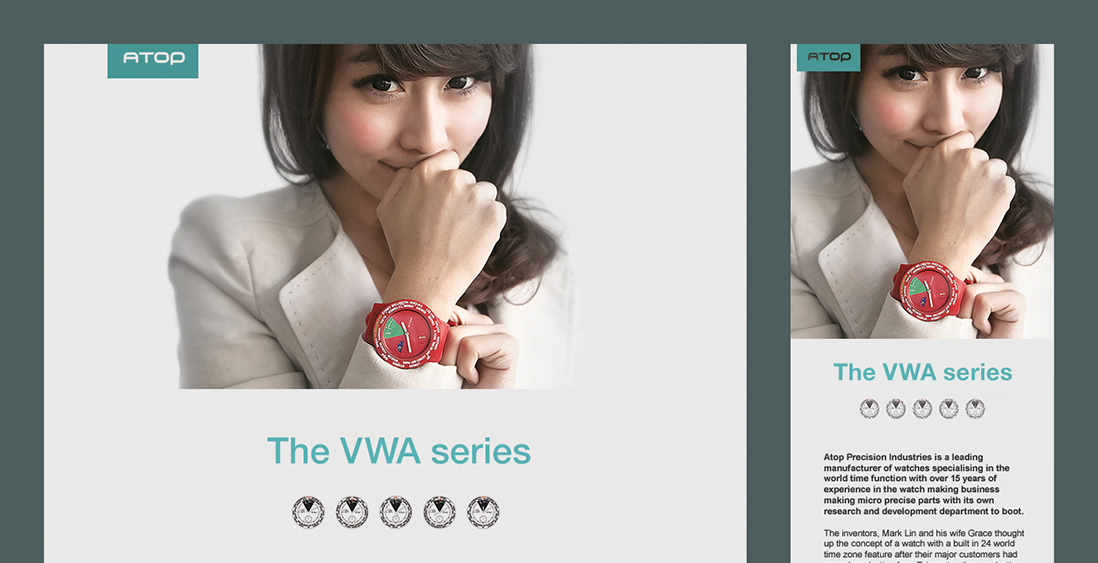 ATOP
The VWA series
ATOP
The VWA series
Atop Precision Industries is a leading
manufacturer of watches specialising in the
world time function with over 15 years of
experience in the watch making business
making micro precise parts with its own
research and development department to boot.
The inventors, Mark Lin and his wife Grace thought
up the concept of a watch with a built in 24 world
time zone feature after their major customers had